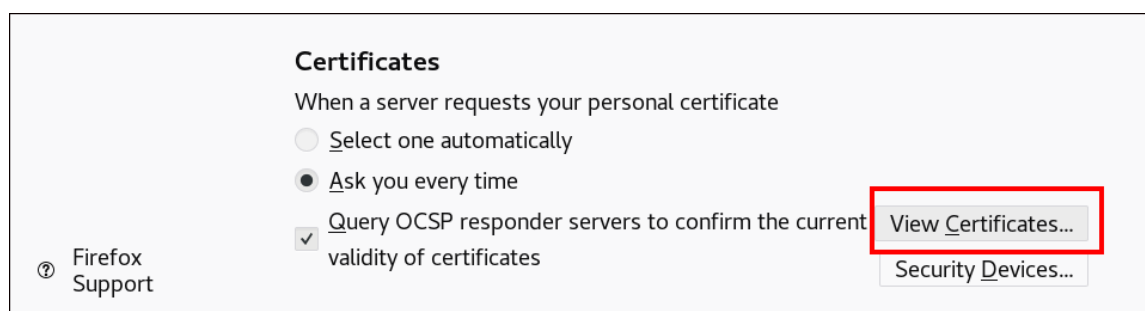 Certificates
When a server requests your personal certificate
Select one automatically
Ask you every time
Query OCSP responder servers to confirm the current
validity of certificates
View Certificates...
Security Devices...
Firefox
Support